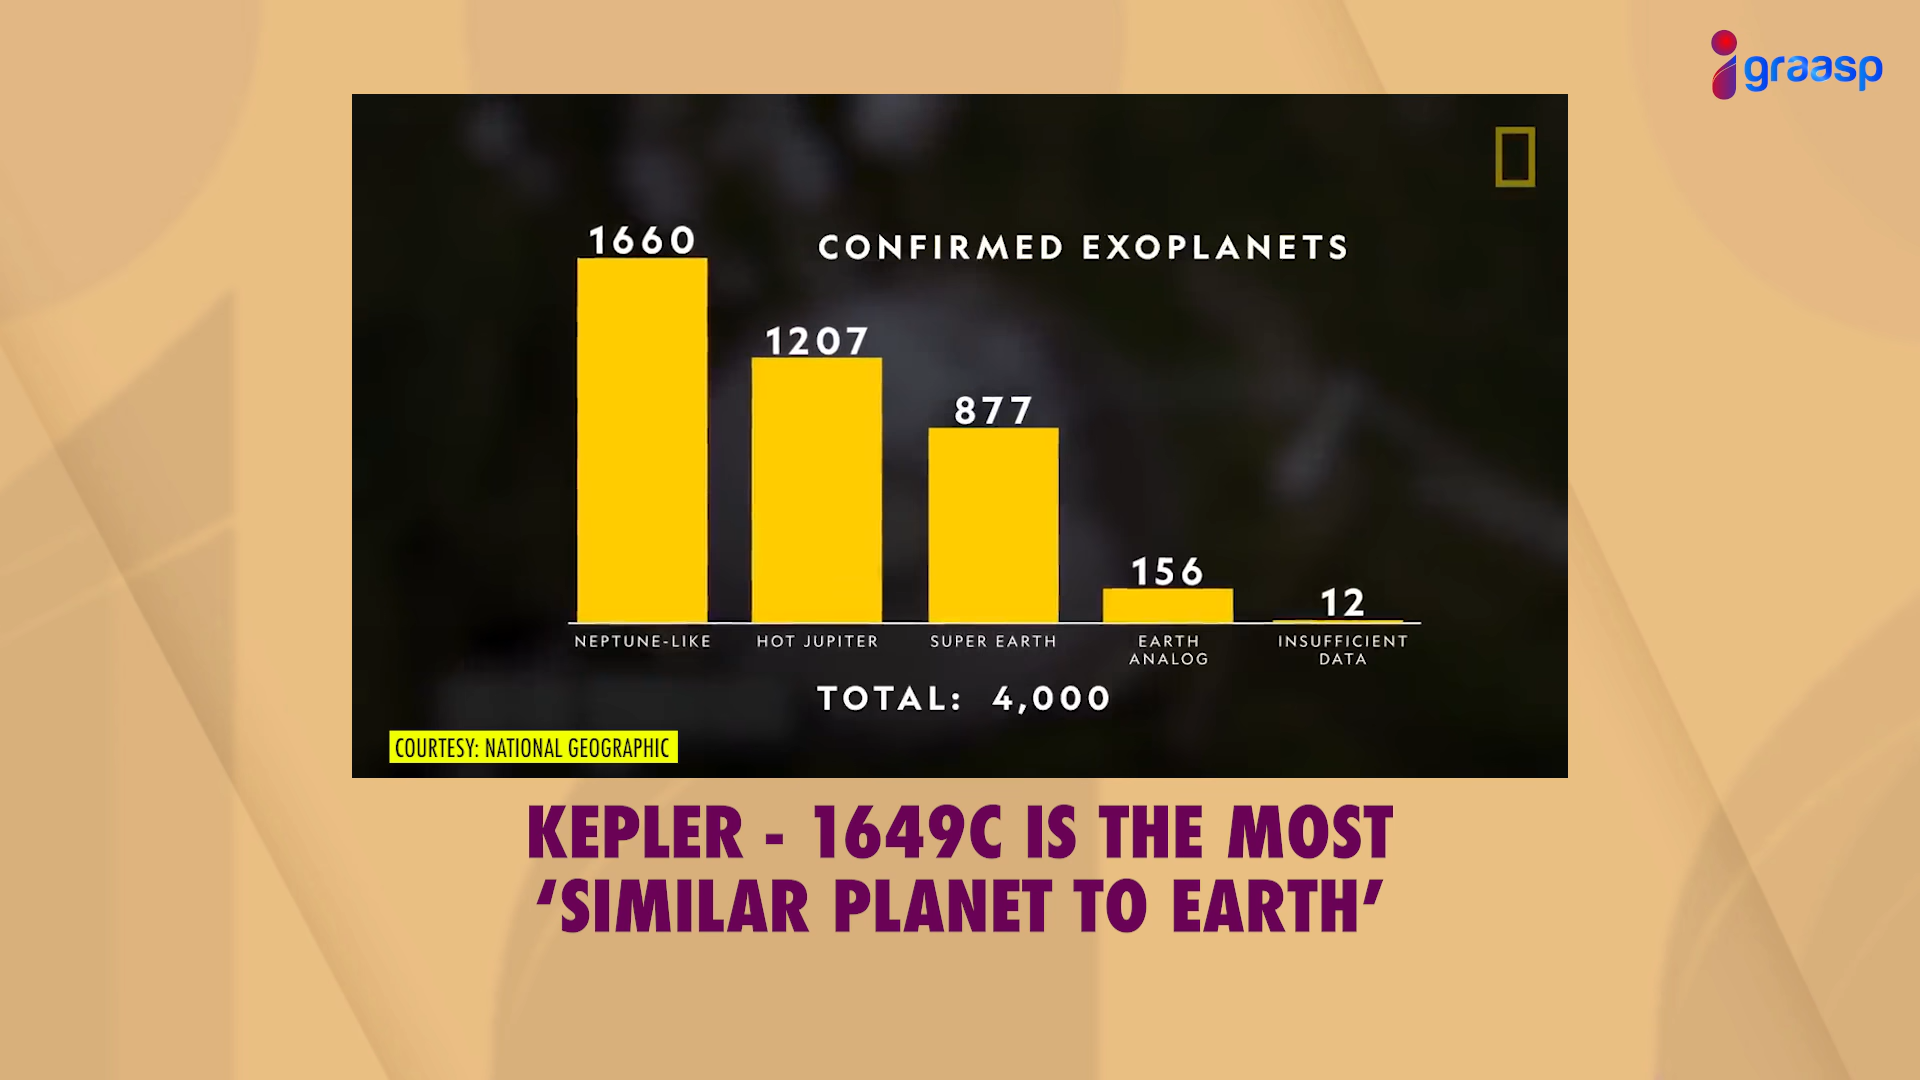 graasp
1660
CONFIRMED EXOPLANETS
1207
877
156
12
NEPTUNE-LIKE
HOT JUPITER
SUPER EARTH
EARTH
ANALOG
INSUFFICIENT
DATA
TOTAL: 4,000
COURTESY: NATIONAL GEOGRAPHIC
KEPLER - 1649C IS THE MOST
‘SIMILAR PLANET TO EARTH’